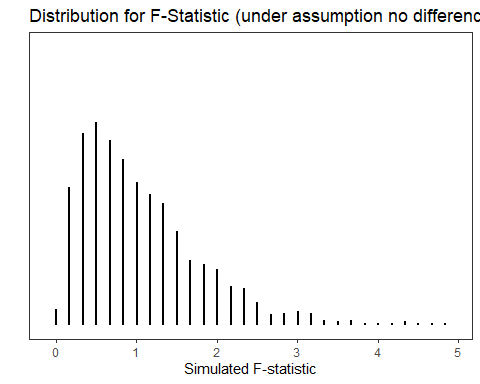 Distribution for F-Statistic (under assumption no differenc
0 1 2 3 4 5
Simulated F-statistic